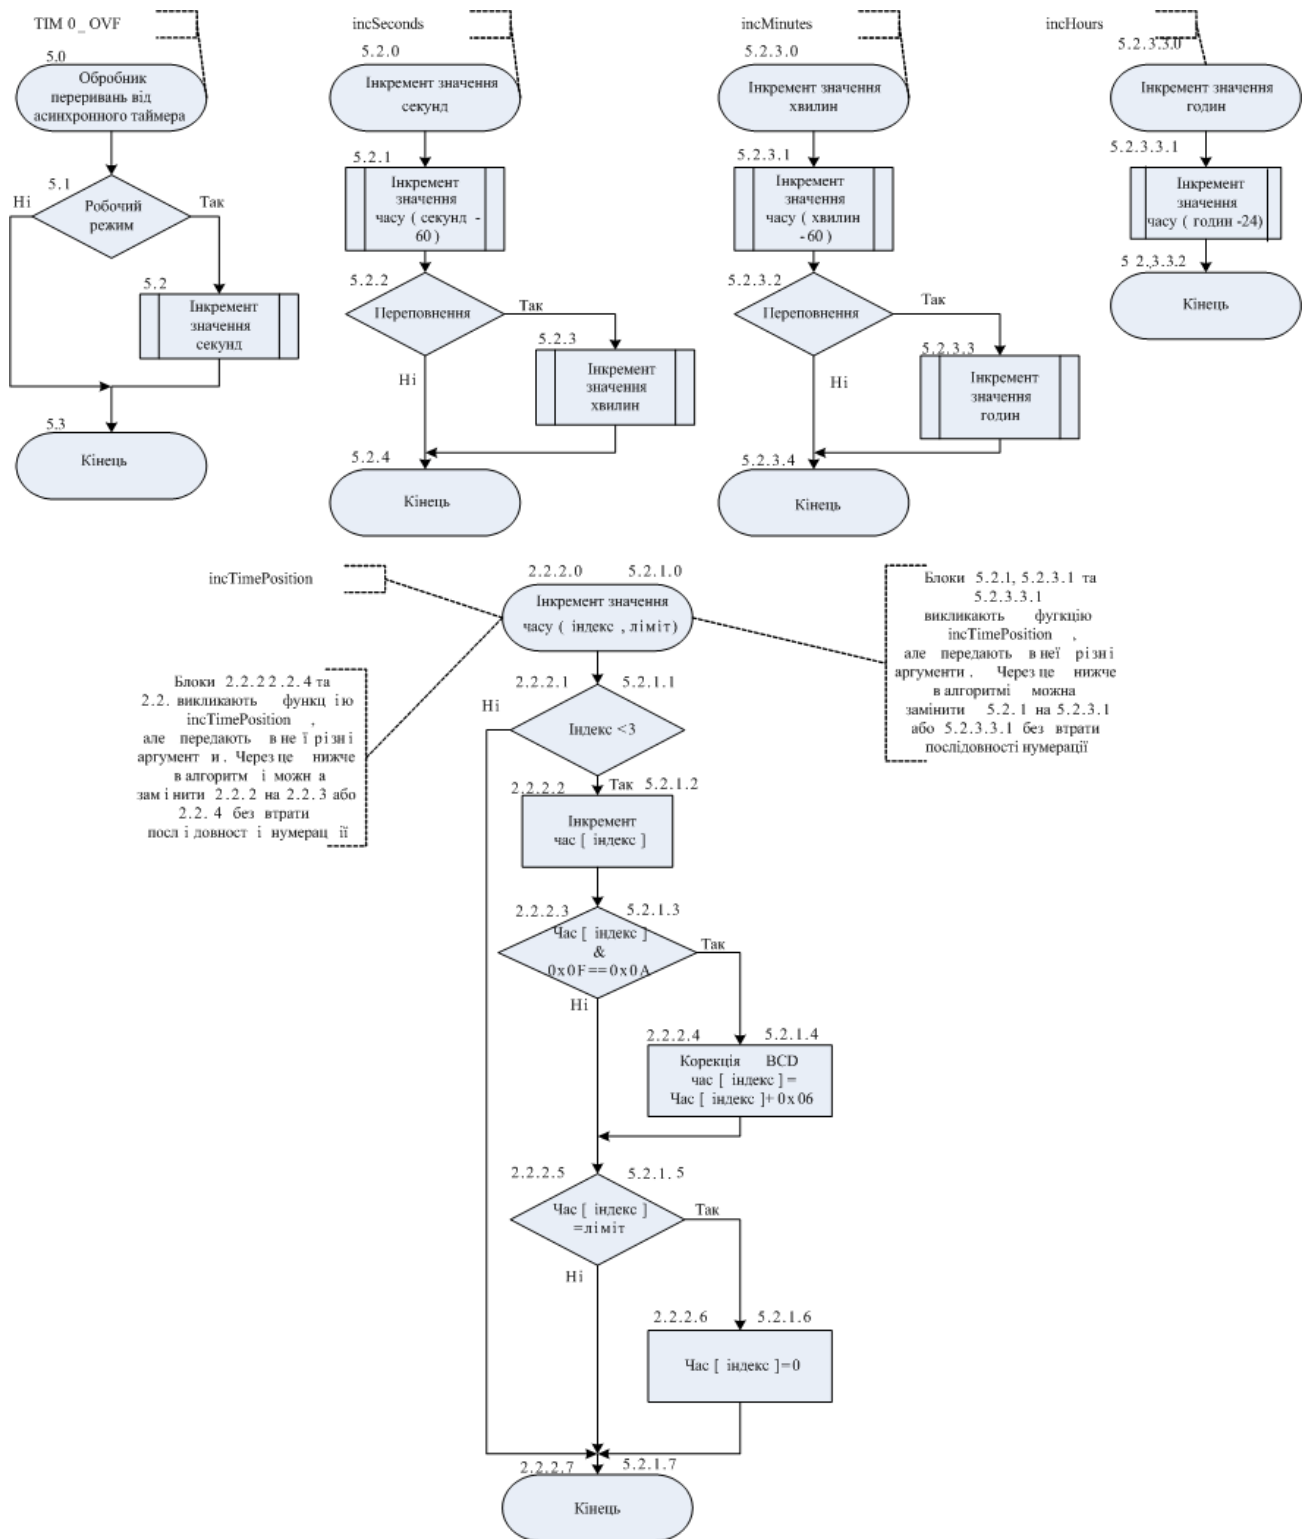 TIM 0_ OVF
5.0
Обробник
переривань від
асинхронного таймера
5.1
Ні
Так
Робочий
режим
5.2
Інкремент
значення
секунд
5.3
Кінець
incSeconds
5.2.0
Інкремент значення
секунд
5.2.1
Інкремент
значення
часу ( секунд -
60 )
5.2.2
Переповнення
Так
5.2.3
Ні
Інкремент
значення
хвилин
5.2.4
Кінець
incMinutes
5.2.3.0
Інкремент значення
хвилин
5.2.3.1
Інкремент
значення
часу ( хвилин
-60 )
5.2.3.2
Переповнення
Так
5.2.3.3
Ні
Інкремент
значення
годин
5.2.3.4
Кінець
incHours
5.2.3.3.0
Інкремент значення
годин
5.2.3.3.1
Інкремент
значення
часу ( годин -24)
5 2.3.3.2
Кінець
incTimePosition
2.2.2.0 5.2.1.0
Інкремент значення
часу ( індекс , ліміт)
Блоки 5.2.1, 5.2.3.1 та
5.2.3.3.1
викликають фугкцію
incTimePosition ,
але передають в неї різні
аргументи . Через це нижче
в алгоритмі можна
замінити 5.2.1 на 5.2.3.1
або 5.2.3.3.1 без втрати
послідовності нумерації
Блоки 2.2.22 .2.4 та
2.2. викликають функц ію
incTimePosition ,
але передають в не ї різні
аргумент и . Через це нижче
в алгоритм і можн а
зам інити 2.2.2 на 2.2.3 або
2.2. 4 без втрати
посл і довност і нумерац ії
2.2.2.1 5.2.1.1
Ні
Індекс <3
2.2.2.2 Так 5.2.1.2
Інкремент
час [ індекс ]
2.2.2.3 5.2.1.3
Час [ індекс ]
&
0x0F==0x0A
Так
Ні
2.2.2.4 5.2.1.4
Корекція BCD
час [ індекс ] =
Час [ індекс ]+ 0x06
2.2.2.5 5.2.1. 5
Час [ індекс ]
=ліміт
Так
Ні
2.2.2.6 5.2.1.6
Час [ індекс ]=0
2.2.2.7 5.2.1.7
Кінець